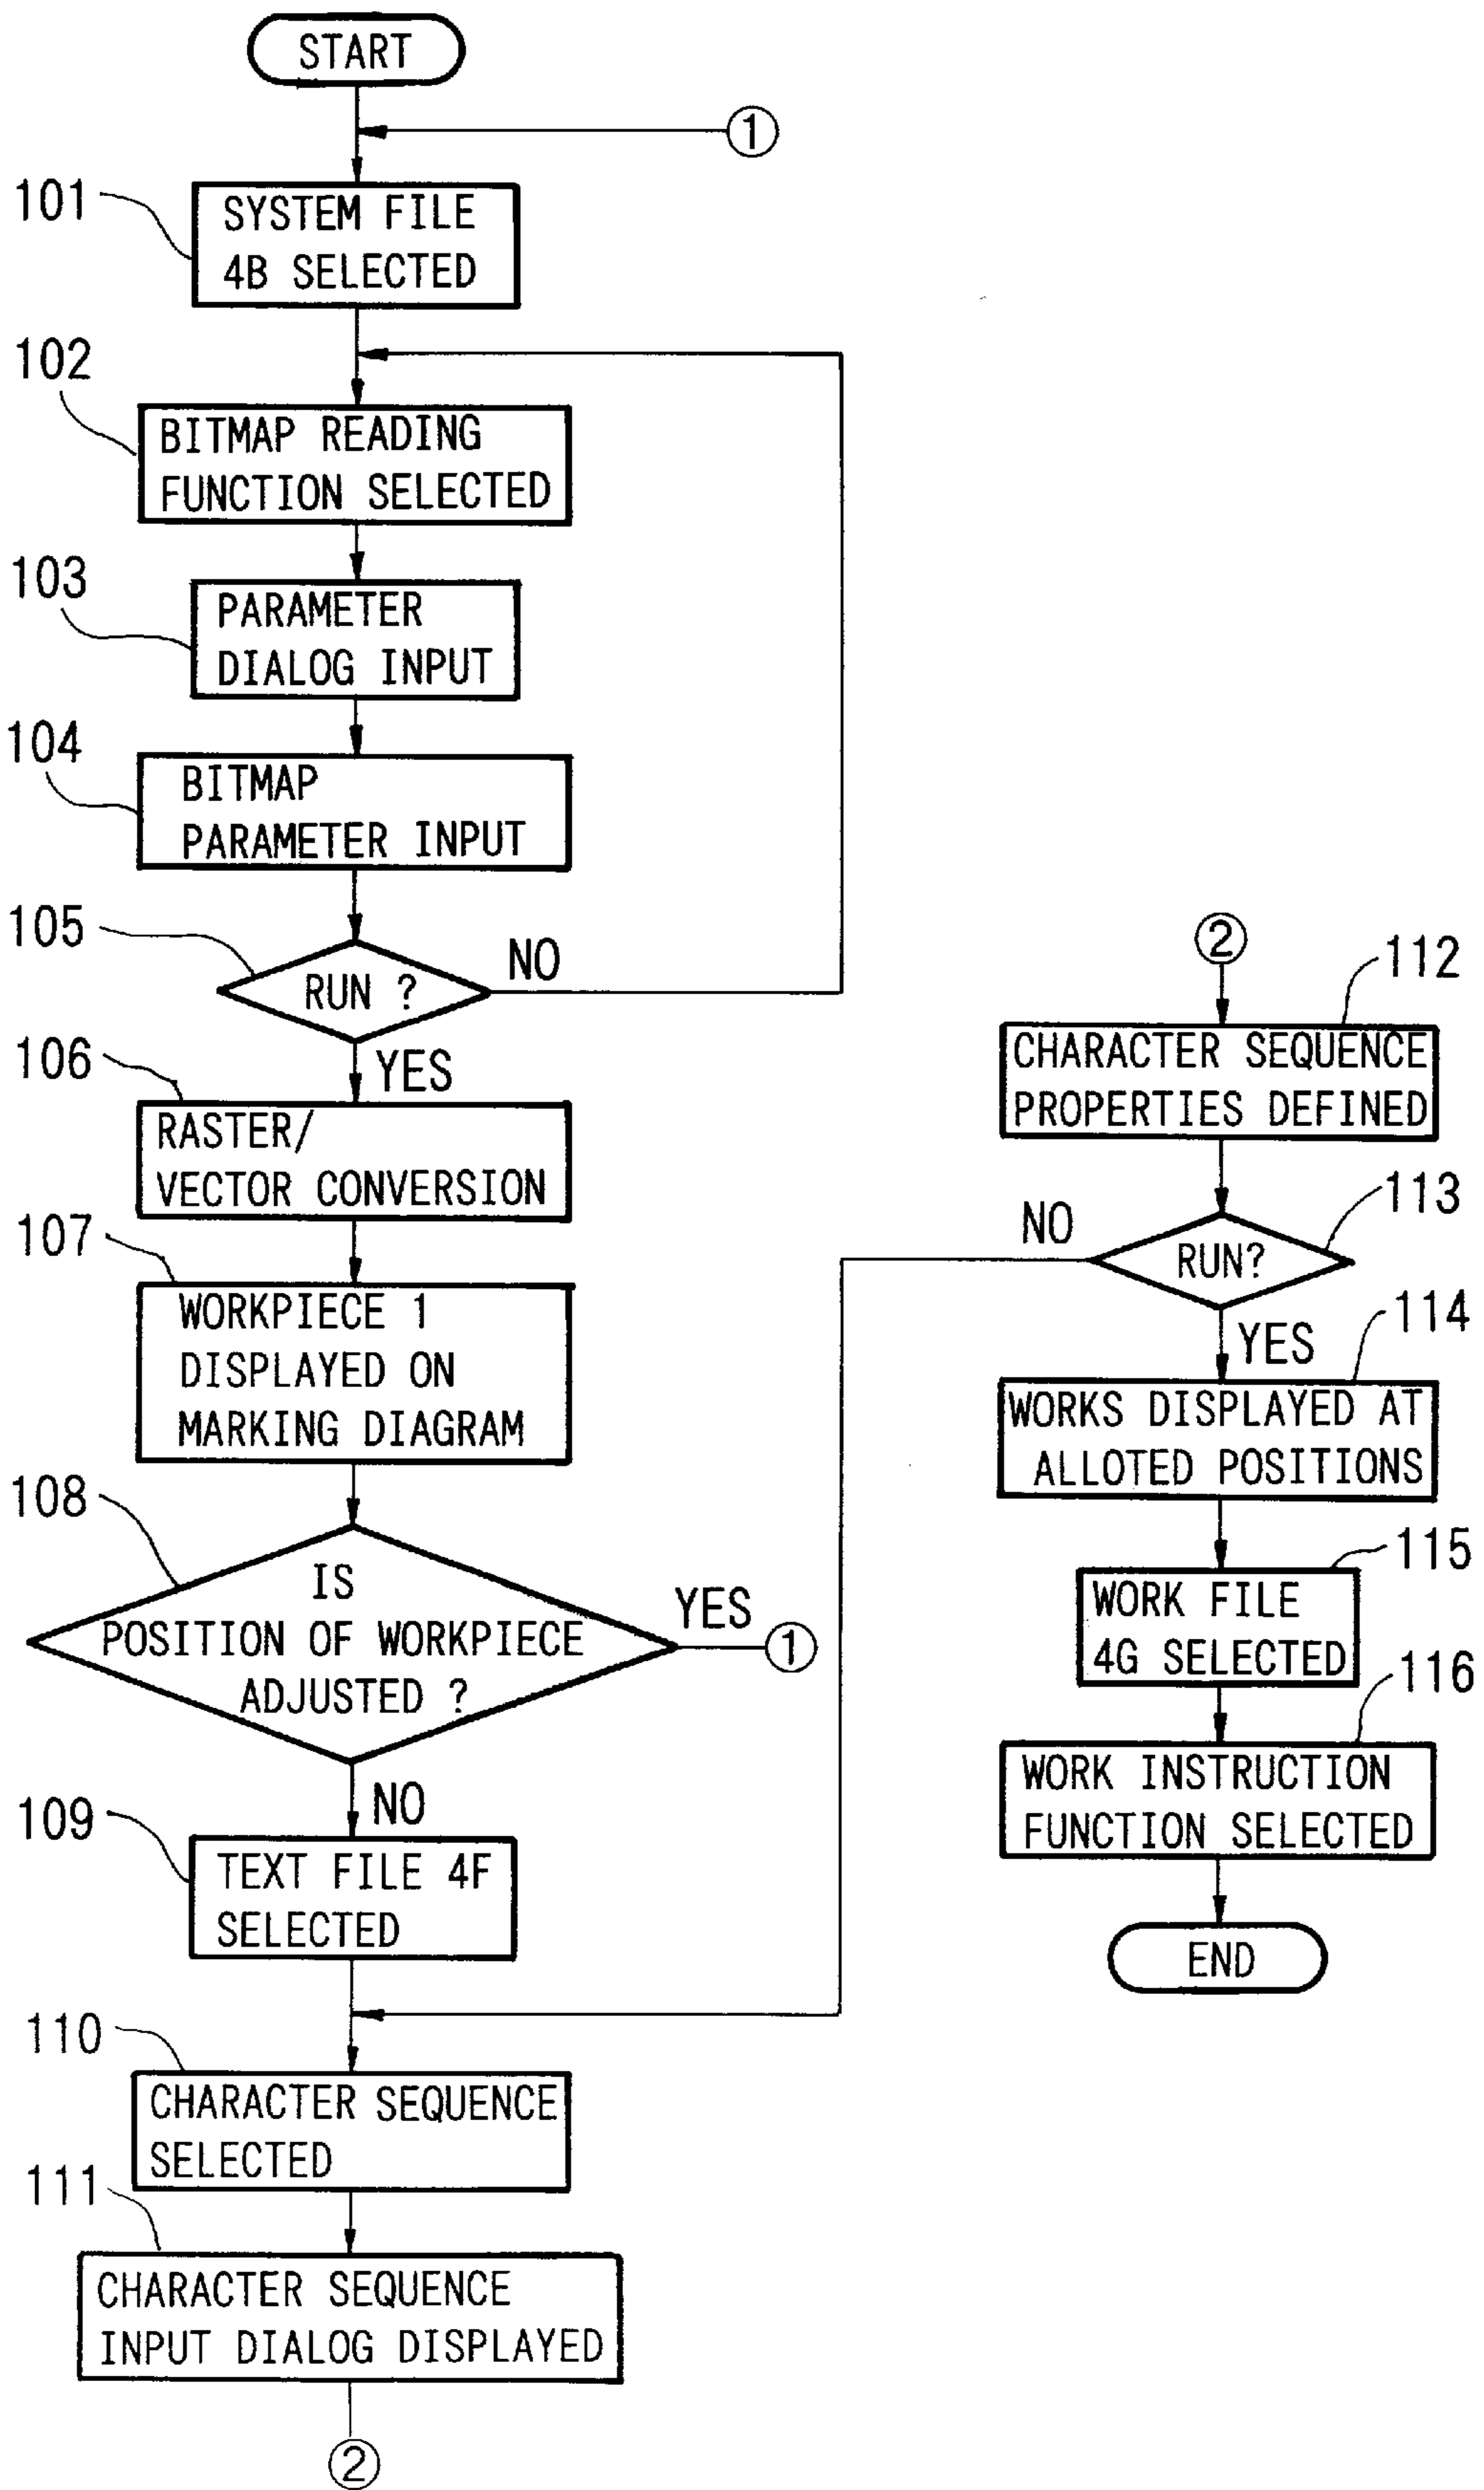 START
①
101
SYSTEM FILE
4B SELECTED
102
BITMAP READING
FUNCTION SELECTED
103
PARAMETER
DIALOG INPUT
104
BITMAP
PARAMETER INPUT
105
RUN ?
NO
YES
106
RASTER/
VECTOR CONVERSION
107
WORKPIECE 1
DISPLAYED ON
MARKING DIAGRAM
108
IS
POSITION OF WORKPIECE
ADJUSTED ?
YES
①
NO
109
TEXT FILE 4F
SELECTED
110
CHARACTER SEQUENCE
SELECTED
111
CHARACTER SEQUENCE
INPUT DIALOG DISPLAYED
②
②
112
CHARACTER SEQUENCE
PROPERTIES DEFINED
113
NO
RUN?
YES
114
WORKS DISPLAYED AT
ALLOTED POSITIONS
115
WORK FILE
4G SELECTED
116
WORK INSTRUCTION
FUNCTION SELECTED
END